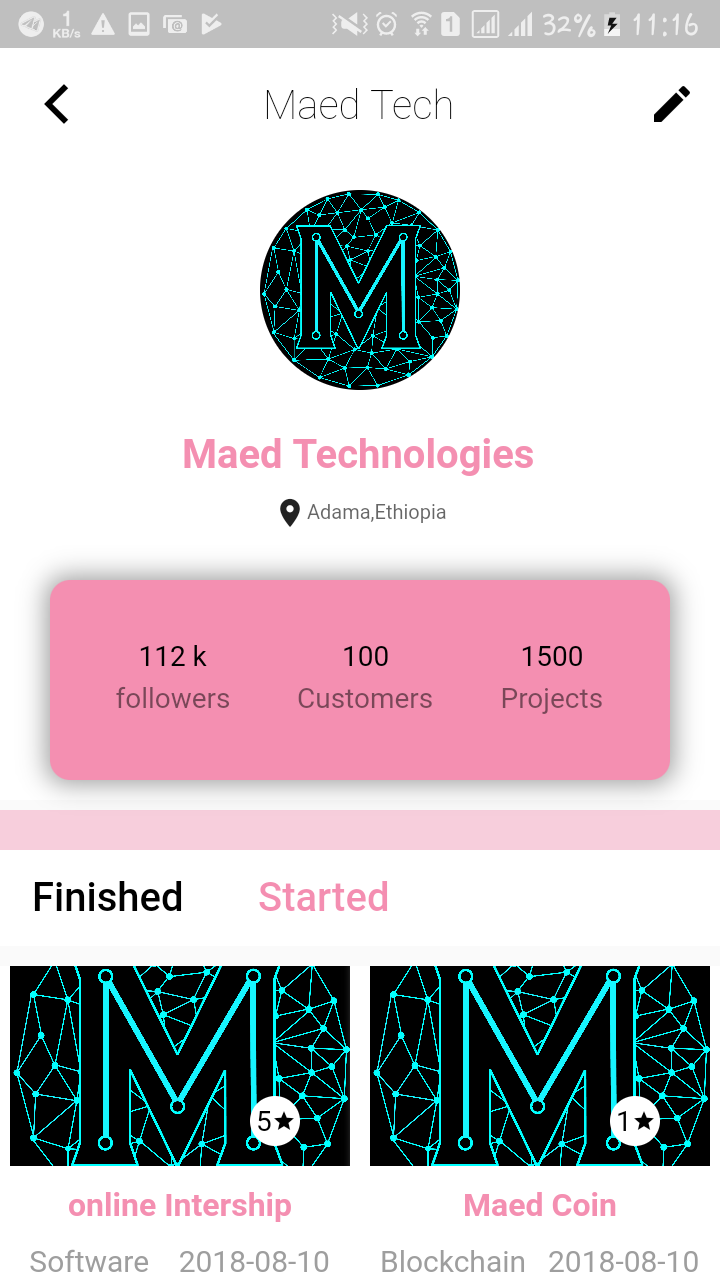 1
KB/s
1
32%
11:16
Maed Tech
M
Maed Technologies
Adama,Ethiopia
112 k 100 1500
followers Customers Projects
Finished Started
M M
5★ 1★
online Intership Maed Coin
Software 2018-08-10 Blockchain 2018-08-10